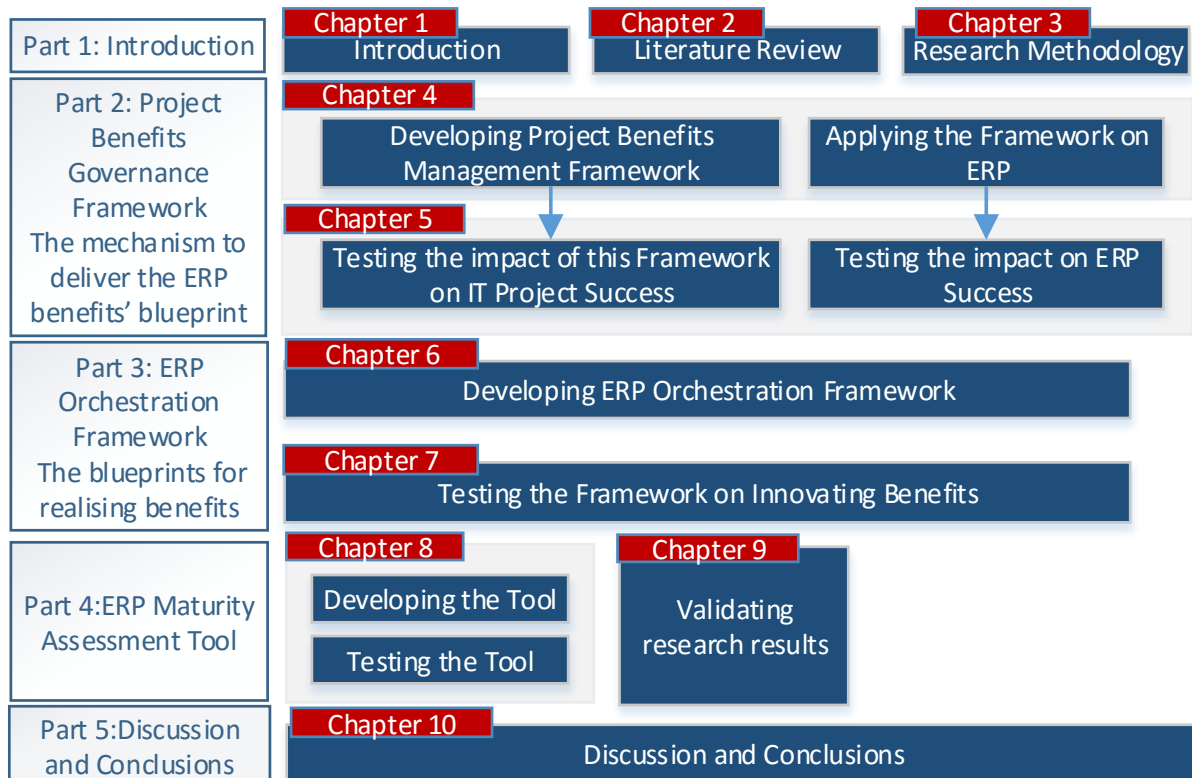 Part 1: Introduction
Chapter 1
Introduction
Chapter 2
Literature Review
Chapter 3
Research Methodology
Part 2: Project
Benefits
Governance
Framework
The mechanism to
deliver the ERP
benefits’ blueprint
Chapter 4
Developing Project Benefits
Management Framework
Applying the Framework on
ERP
Chapter 5
Testing the impact of this Framework
on IT Project Success
Testing the impact on ERP
Success
Part 3: ERP
Orchestration
Framework
The blueprints for
realising benefits
Chapter 6
Developing ERP Orchestration Framework
Chapter 7
Testing the Framework on Innovating Benefits
Part 4:ERP Maturity
Assessment Tool
Chapter 8
Developing the Tool
Testing the Tool
Chapter 9
Validating
research results
Part 5:Discussion
and Conclusions
Chapter 10
Discussion and Conclusions